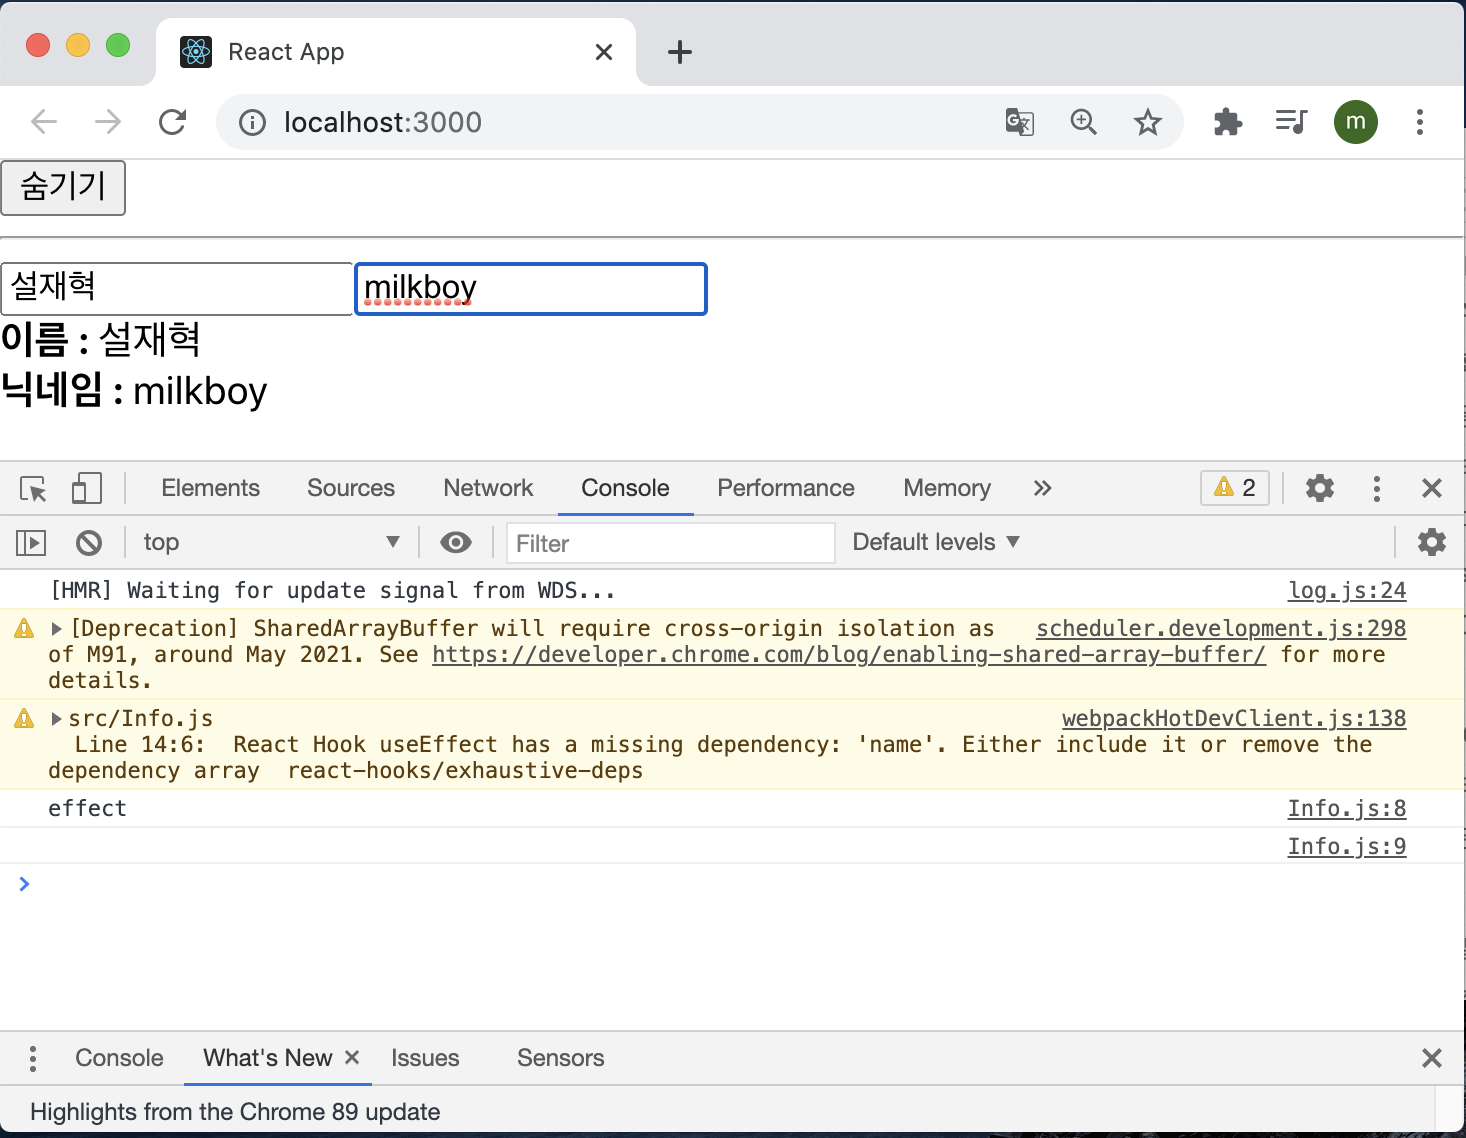 React App
localhost:3000
m
숨기기
설재혁 milkboy
이름 : 설재혁
닉네임 : milkboy
Elements Sources Network Console Performance Memory 2
top Filter Default levels
[HMR] Waiting for update signal from WDS... log.js:24
[Deprecation] SharedArrayBuffer will require cross-origin isolation as scheduler.development.js:298
of M91, around May 2021. See https://developer.chrome.com/blog/enabling-shared-array-buffer/ for more
details.
src/Info.js webpackHotDevClient.js:138
Line 14:6: React Hook useEffect has a missing dependency: 'name'. Either include it or remove the
dependency array react-hooks/exhaustive-deps
effect Info.js:8
Info.js:9
Console What's New Issues Sensors
Highlights from the Chrome 89 update